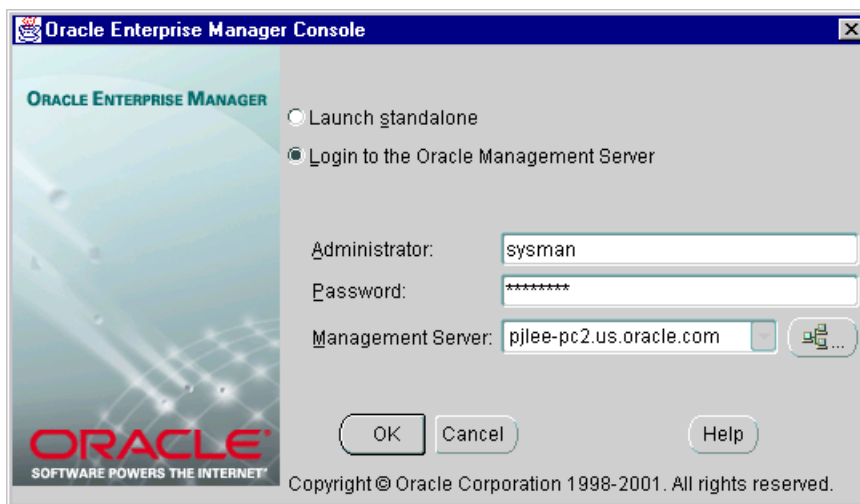 Oracle Enterprise Manager Console
ORACLE ENTERPRISE MANAGER
Launch standalone
Login to the Oracle Management Server
Administrator: sysman
Password: ********
Management Server: pjlee-pc2.us.oracle.com ...
OK Cancel Help
ORACLE®
SOFTWARE POWERS THE INTERNET™
Copyright © Oracle Corporation 1998-2001. All rights reserved.